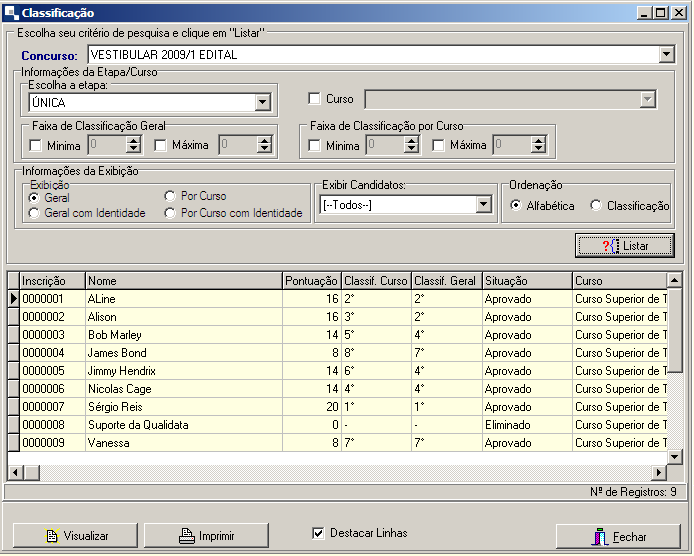 Classificação
Escolha seu critério de pesquisa e clique em "Listar"
Concurso: VESTIBULAR 2009/1 EDITAL
Informações da Etapa/Curso
Escolha a etapa:
ÚNICA
Curso
Faixa de Classificação Geral
Minima 0 Máxima 0
Faixa de Classificação por Curso
Minima 0 Máxima 0
Informações da Exibição
Exibição
Geral Por Curso
Geral com Identidade Por Curso com Identidade
Exibir Candidatos:
[--Todos--]
Ordenação
Alfabética Classificação
?{ Listar
Inscrição Nome Pontuação Classif. Curso Classif. Geral Situação Curso
0000001 ALine 16 2° 2° Aprovado Curso Superior de T
0000002 Alison 16 3° 2° Aprovado Curso Superior de T
0000003 Bob Marley 14 5° 4° Aprovado Curso Superior de T
0000004 James Bond 8 8° 7° Aprovado Curso Superior de T
0000005 Jimmy Hendrix 14 6° 4° Aprovado Curso Superior de T
0000006 Nicolas Cage 14 4° 4° Aprovado Curso Superior de T
0000007 Sérgio Reis 20 1° 1° Aprovado Curso Superior de T
0000008 Suporte da Qualidata 0 - - Eliminado Curso Superior de T
0000009 Vanessa 8 7° 7° Aprovado Curso Superior de T
Nº de Registros: 9
Visualizar Imprimir Destacar Linhas Fechar